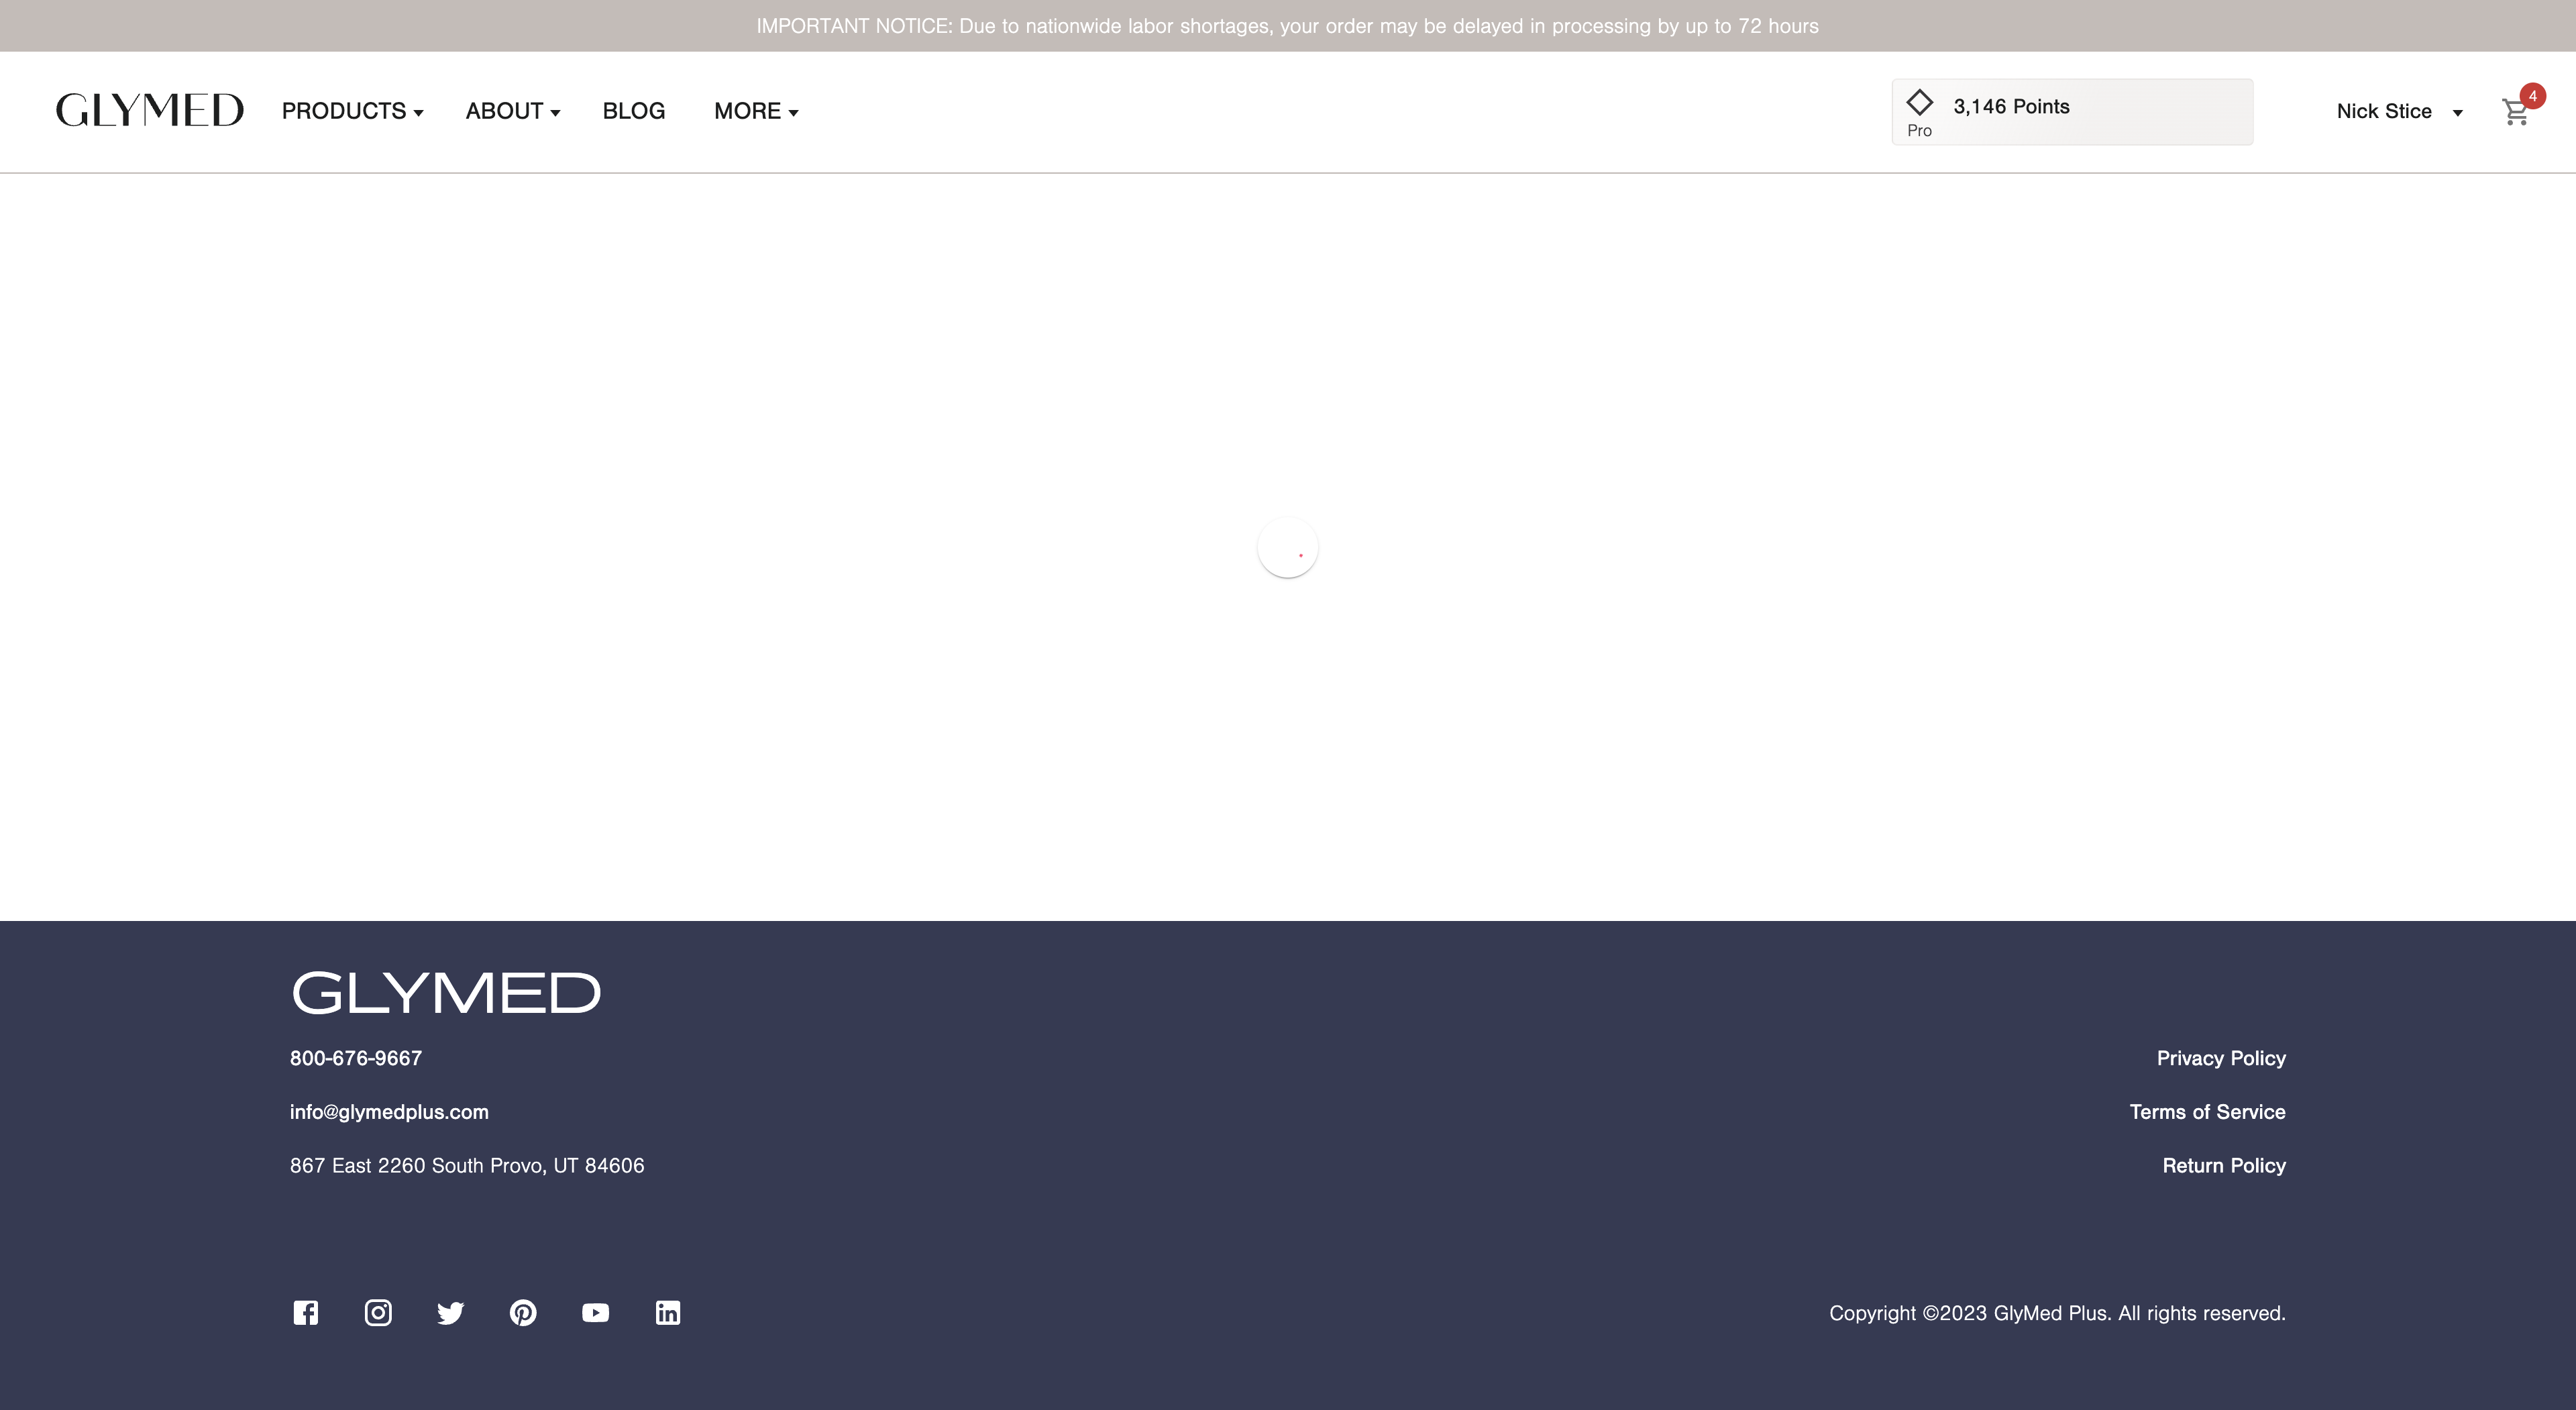 IMPORTANT NOTICE: Due to nationwide labor shortages, your order may be delayed in processing by up to 72 hours
GLYMED
PRODUCTS
ABOUT
BLOG
MORE
3,146 Points
Pro
Nick Stice
4
GLYMED
800-676-9667
info@glymedplus.com
867 East 2260 South Provo, UT 84606
Privacy Policy
Terms of Service
Return Policy
Copyright ©2023 GlyMed Plus. All rights reserved.